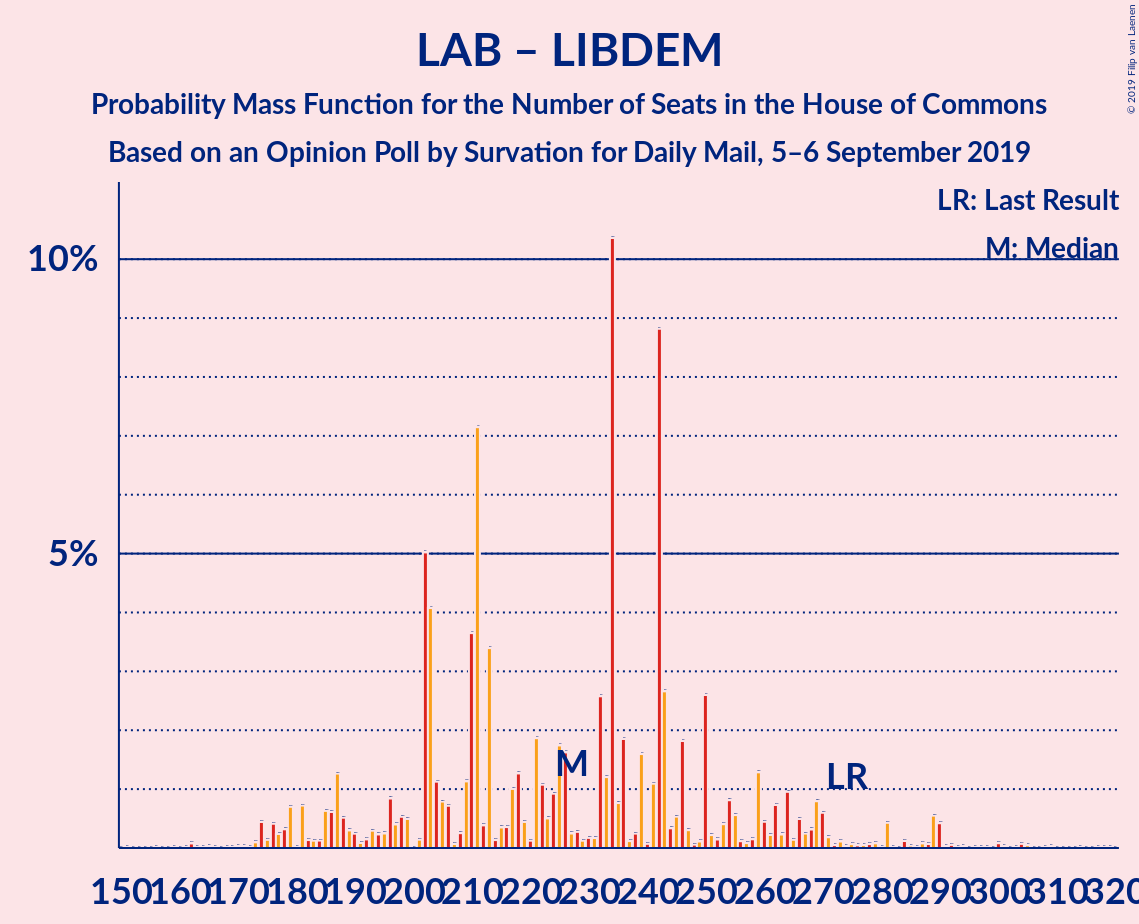 LAB – LIBDEM
Probability Mass Function for the Number of Seats in the House of Commons
Based on an Opinion Poll by Survation for Daily Mail, 5–6 September 2019
© 2019 Filip van Laenen
LR: Last Result
M: Median
10%
5%
M
LR
150 160 170 180 190 200 210 220 230 240 250 260 270 280 290 300 310 320